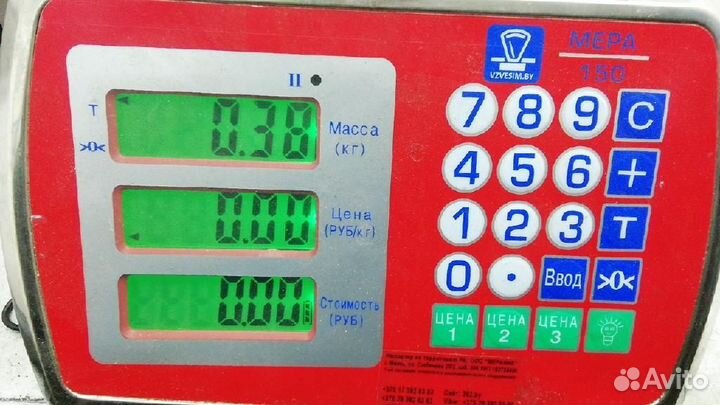 II
VZVESIM.BY
МЕРА
150
Т
0.38
Масса
(кг)
>0<
0.00
Цена
(РУБ/кг)
0.00
Стоимость
(РУБ)
7 8 9 С
4 5 6 +
1 2 3 Т
0 . Ввод >0<
ЦЕНА 1
ЦЕНА 2
ЦЕНА 3
Avito